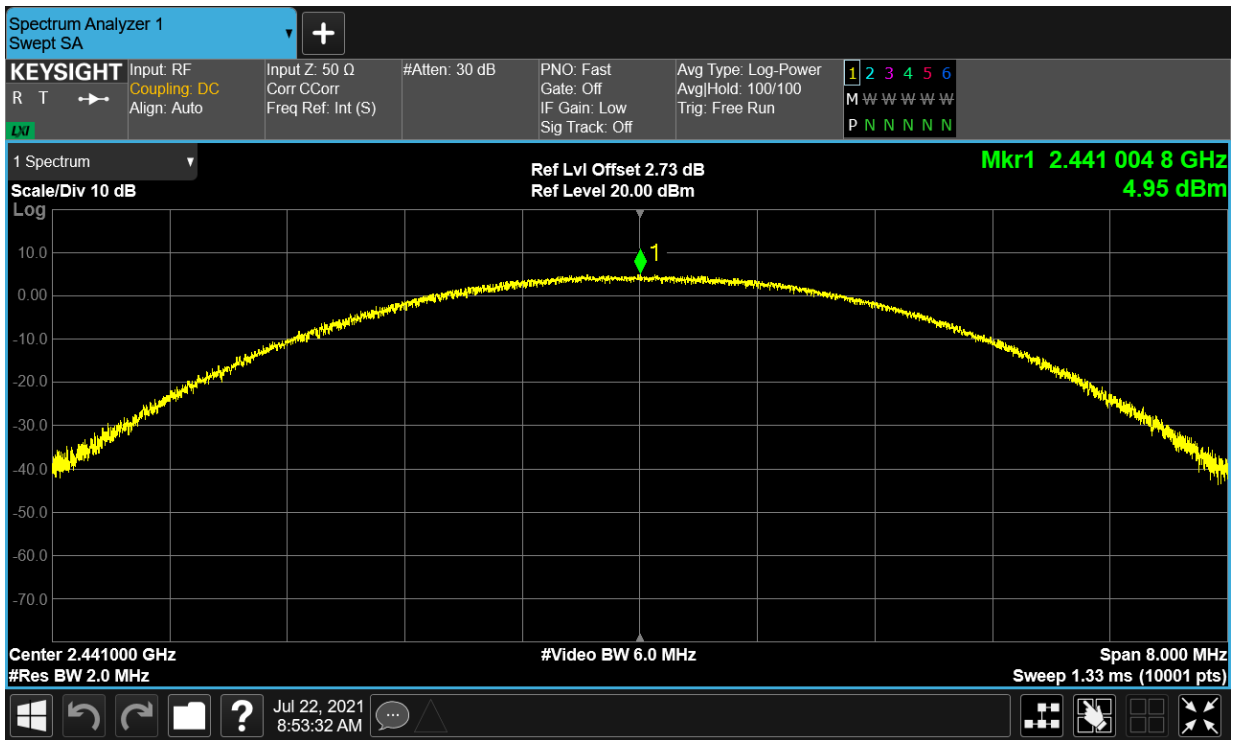 Spectrum Analyzer 1
Swept SA
KEYSIGHT
R T
LXI
Input: RF
Coupling: DC
Align: Auto
Input Z: 50 Ω
Corr CCorr
Freq Ref: Int (S)
#Atten: 30 dB
PNO: Fast
Gate: Off
IF Gain: Low
Sig Track: Off
Avg Type: Log-Power
Avg|Hold: 100/100
Trig: Free Run
1 2 3 4 5 6
M W W W W W
P N N N N N
1 Spectrum
Scale/Div 10 dB
Log
Ref Lvl Offset 2.73 dB
Ref Level 20.00 dBm
Mkr1 2.441 004 8 GHz
4.95 dBm
1
10.0
0.00
-10.0
-20.0
-30.0
-40.0
-50.0
-60.0
-70.0
Center 2.441000 GHz
#Res BW 2.0 MHz
#Video BW 6.0 MHz
Span 8.000 MHz
Sweep 1.33 ms (10001 pts)
?
Jul 22, 2021
8:53:32 AM